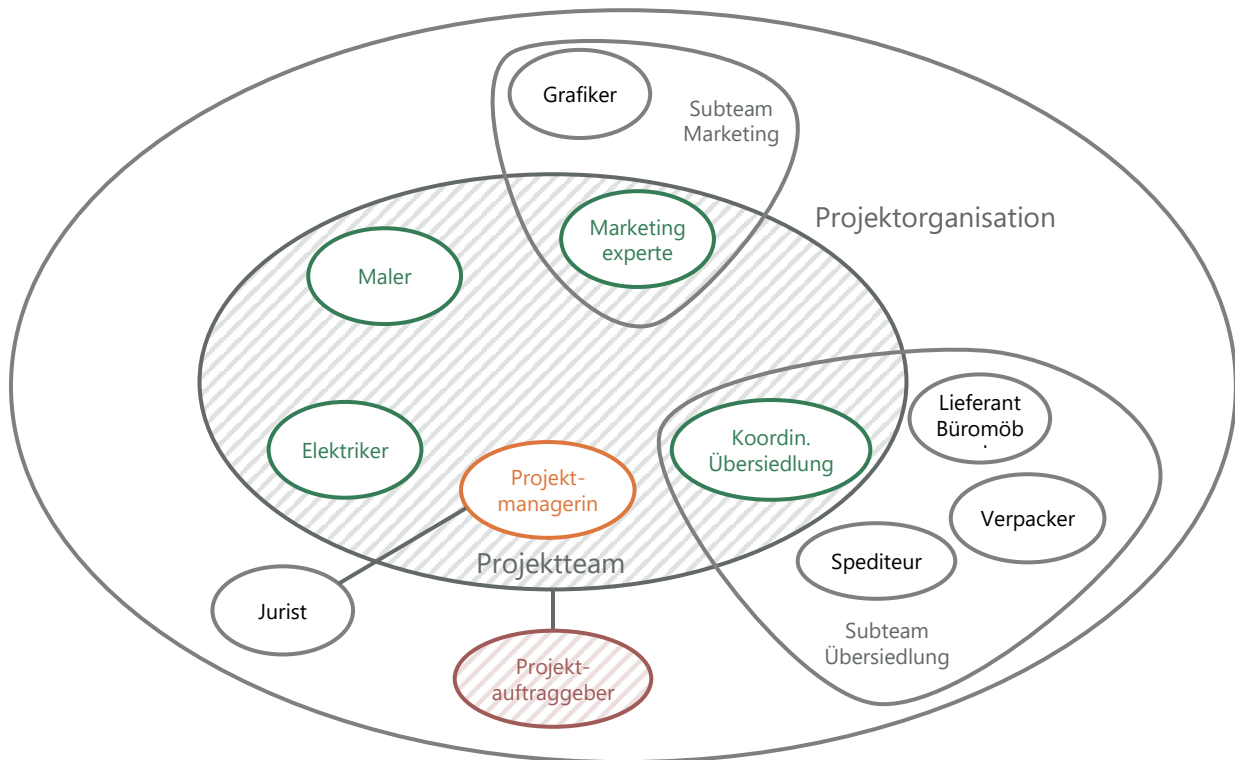 Grafiker
Subteam
Marketing
Marketing
experte
Projektorganisation
Maler
Lieferant
Büromöb
Elektriker
Koordin.
Übersiedlung
Projekt-
managerin
Verpacker
Spediteur
Projektteam
Jurist
Subteam
Übersiedlung
Projekt-
auftraggeber